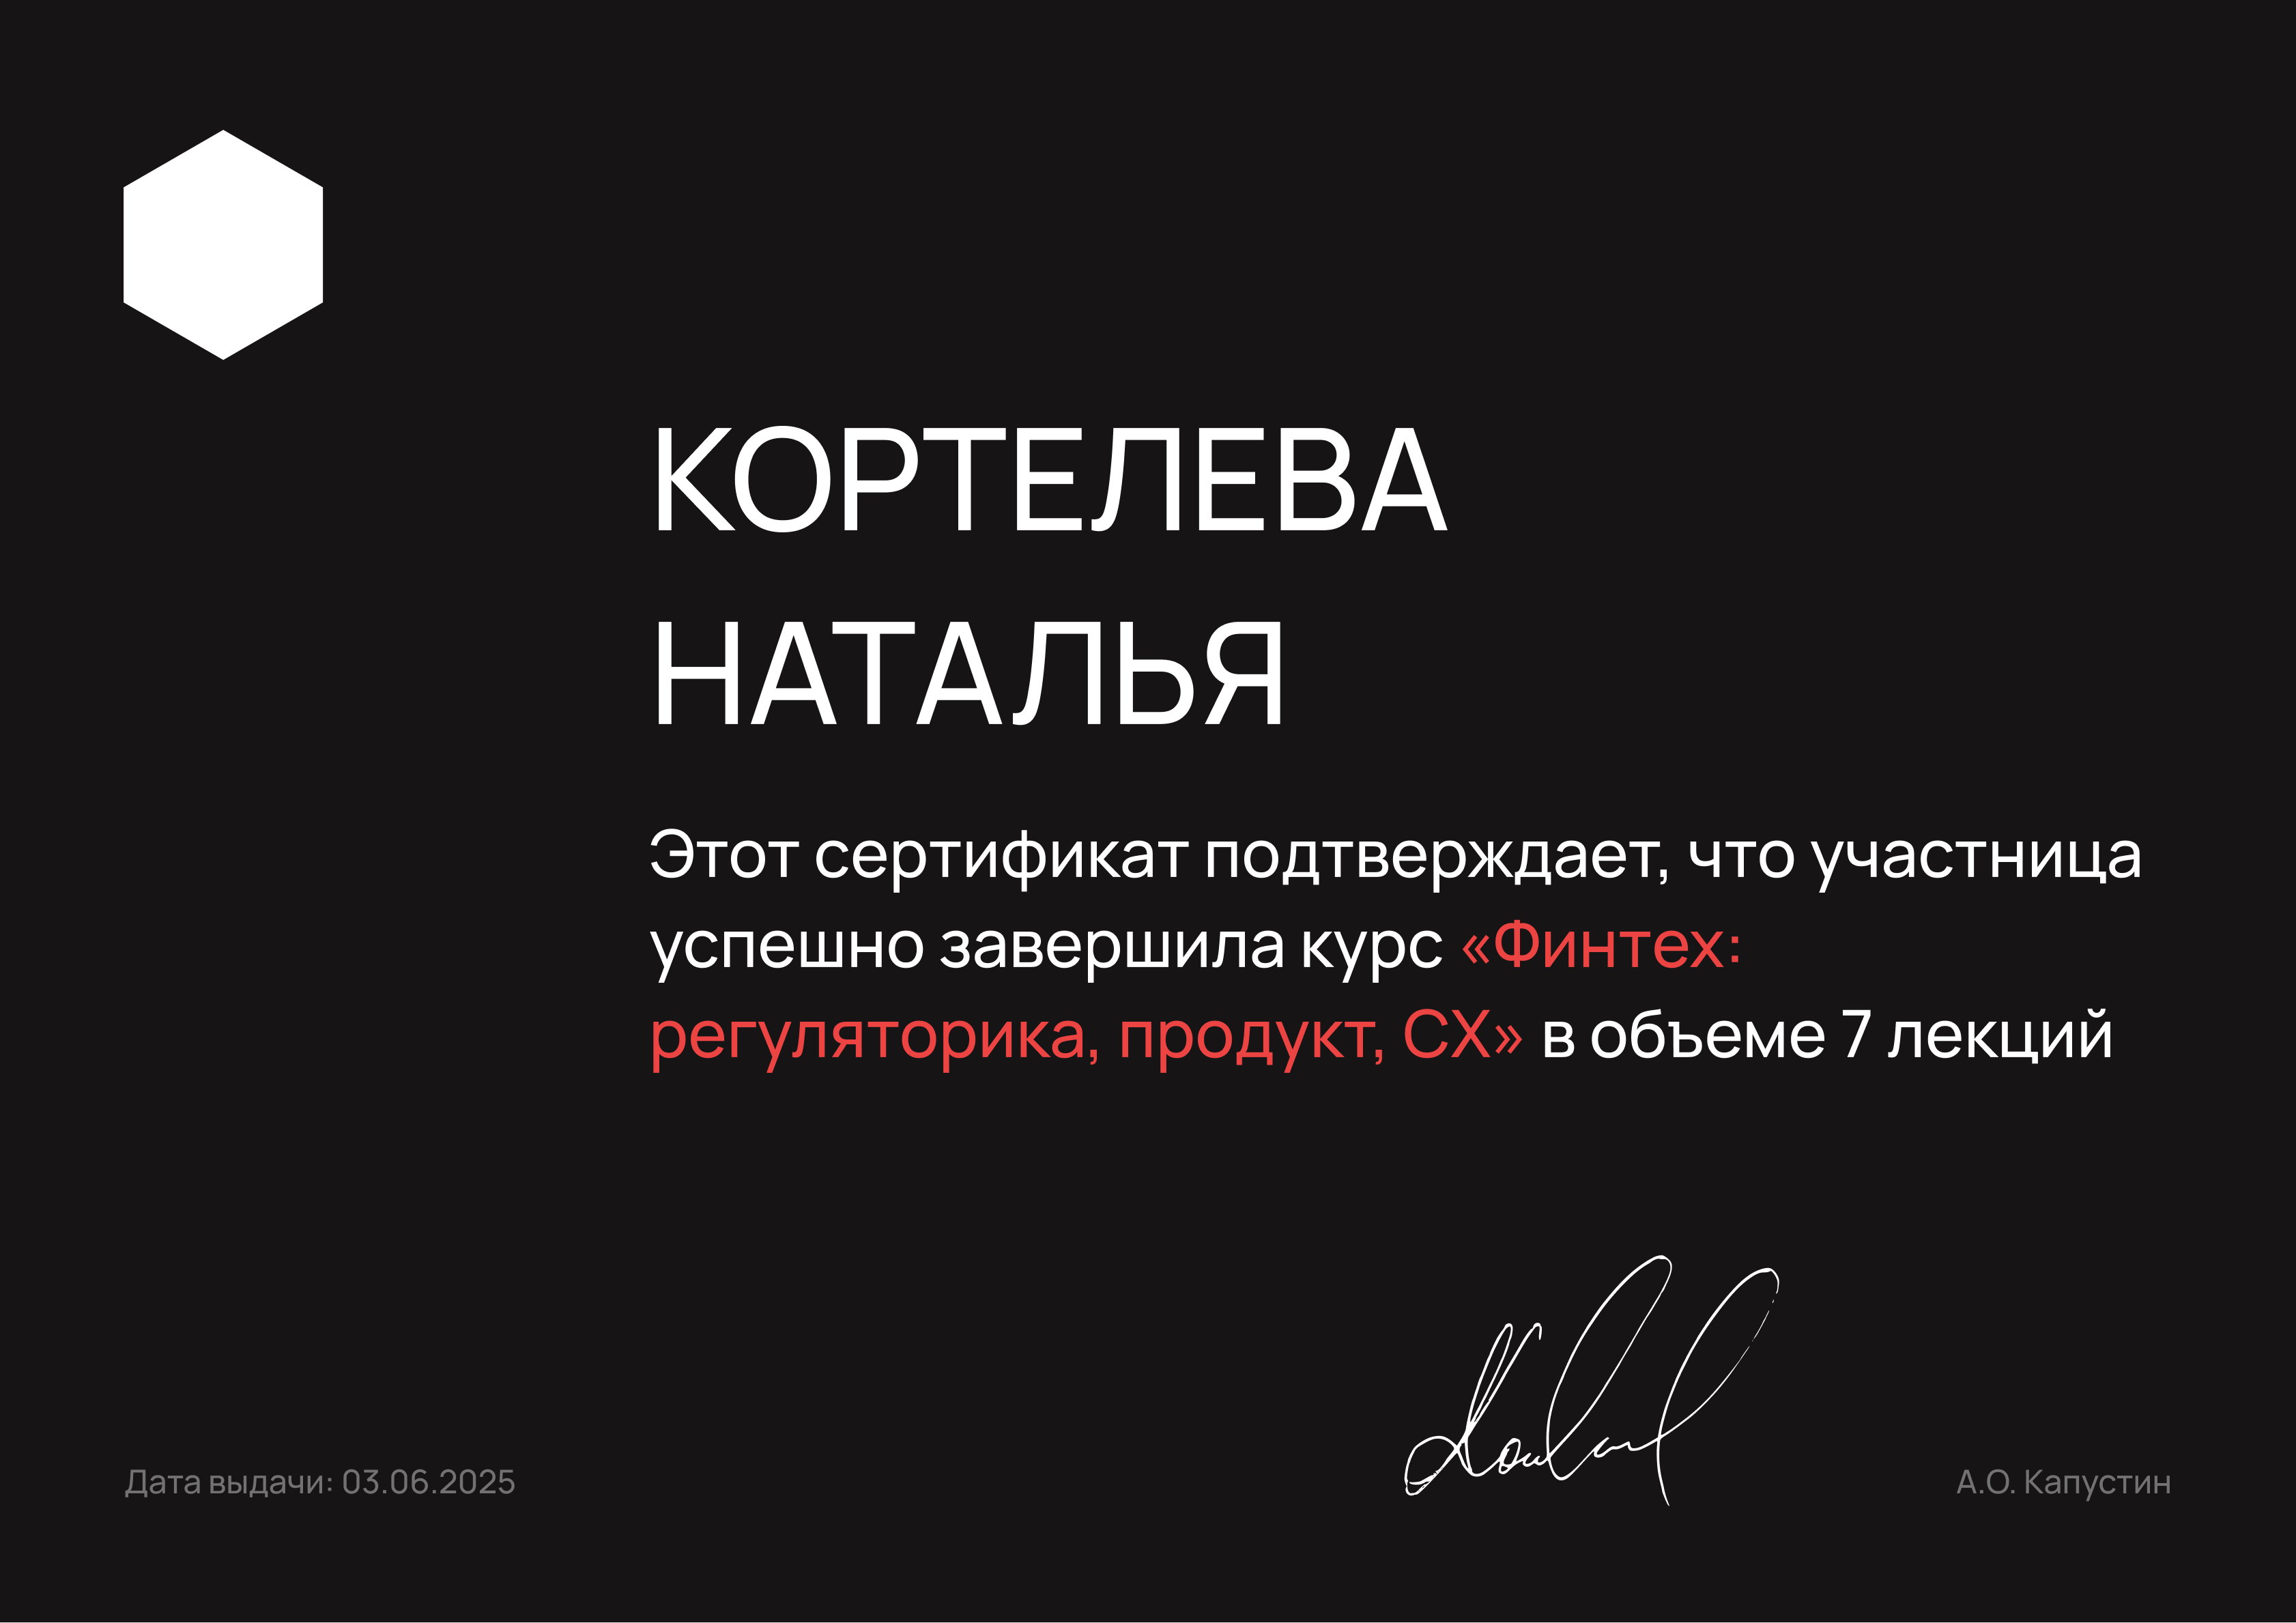 КОРТЕЛЕВА
НАТАЛЬЯ
Этот сертификат подтверждает, что участница
успешно завершила курс «Финтех:
регуляторика, продукт, CX» в объеме 7 лекций
Дата выдачи: 03.06.2025
А.О. Капустин